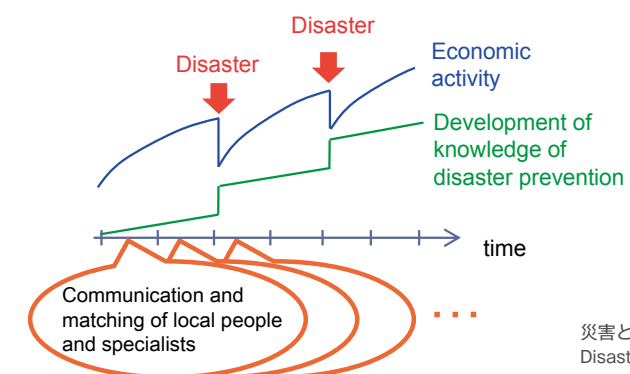 Disaster
Disaster
Economic
activity
Development of
knowledge of
disaster prevention
time
Communication and
matching of local people
and specialists
災害と
Disast